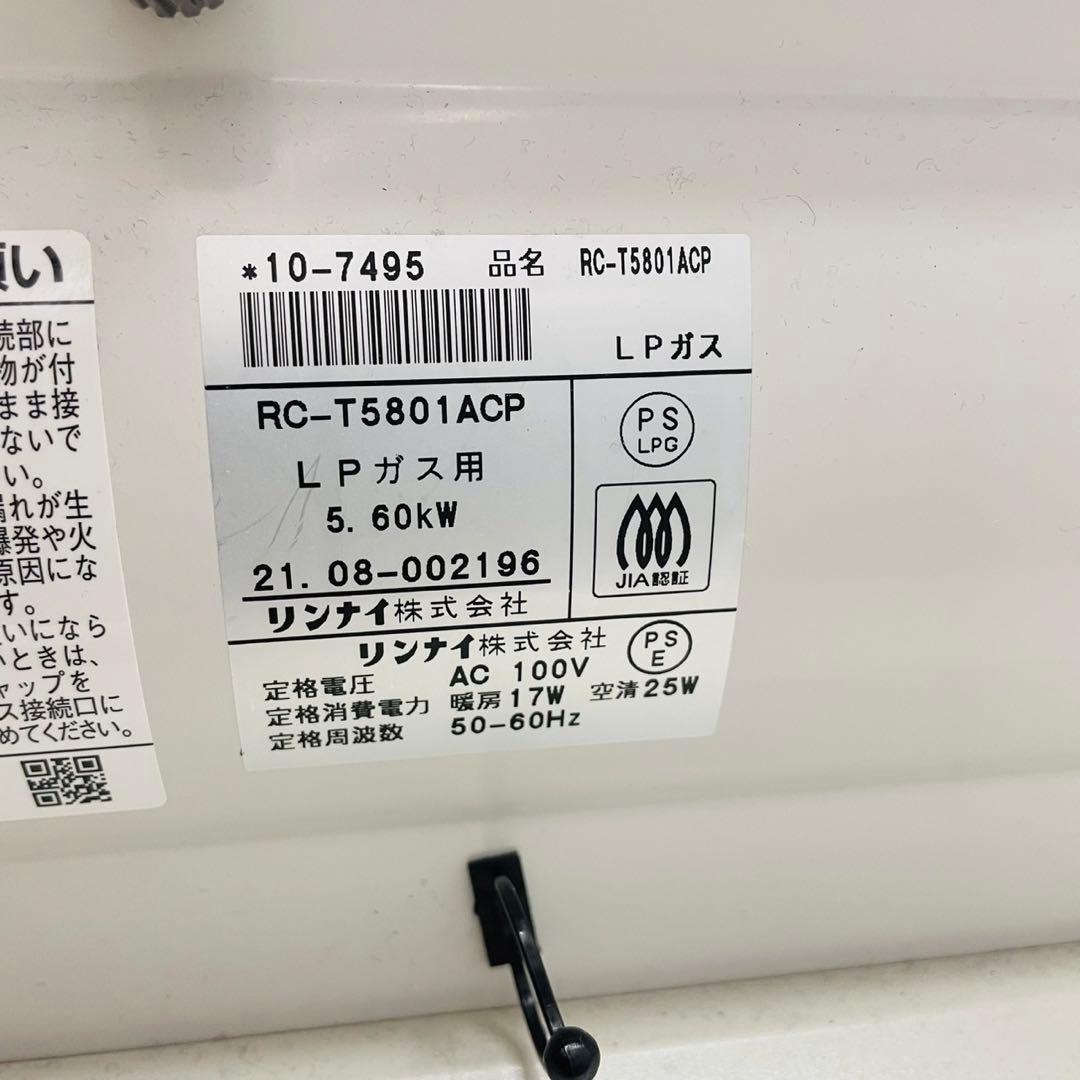 願い
続部に
物が付
まま接
ないで
い。
漏れが生
爆発や火
原因にな
す。
いになら
いときは、
ャップを
ス接続口に
めてください。
*10-7495 品名 RC-T5801ACP
LPガス
RC-T5801ACP
LPガス用
5.60kW
21.08-002196
リンナイ株式会社
PS
LPG
JIA認証
リンナイ株式会社
PS
E
定格電圧 AC 100V
定格消費電力 暖房17W 空清25W
定格周波数 50-60Hz